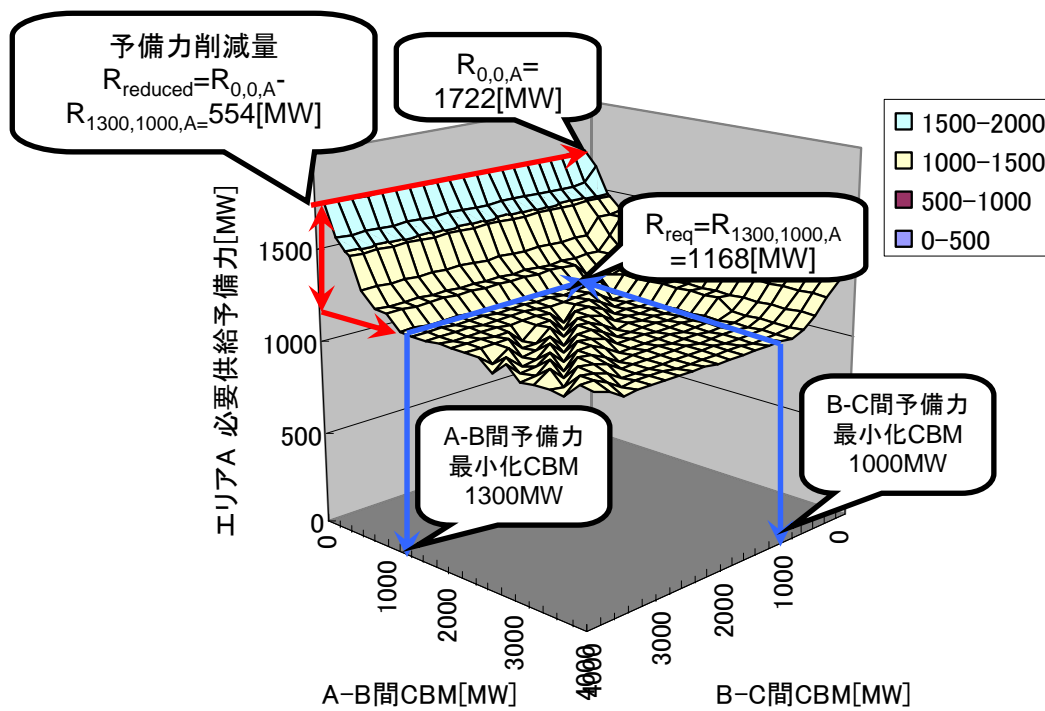 予備力削減量
Rreduced=R0,0,A-
R1300,1000,A=554[MW]
R0,0,A=
1722[MW]
1500-2000
1000-1500
500-1000
0-500
Rreq=R1300,1000,A
=1168[MW]
エリアA 必要供給予備力[MW]
1500
1000
500
0
A-B間予備力
最小化CBM
1300MW
B-C間予備力
最小化CBM
1000MW
0
1000
2000
3000
4000
4000
3000
2000
1000
0
A-B間CBM[MW]
B-C間CBM[MW]